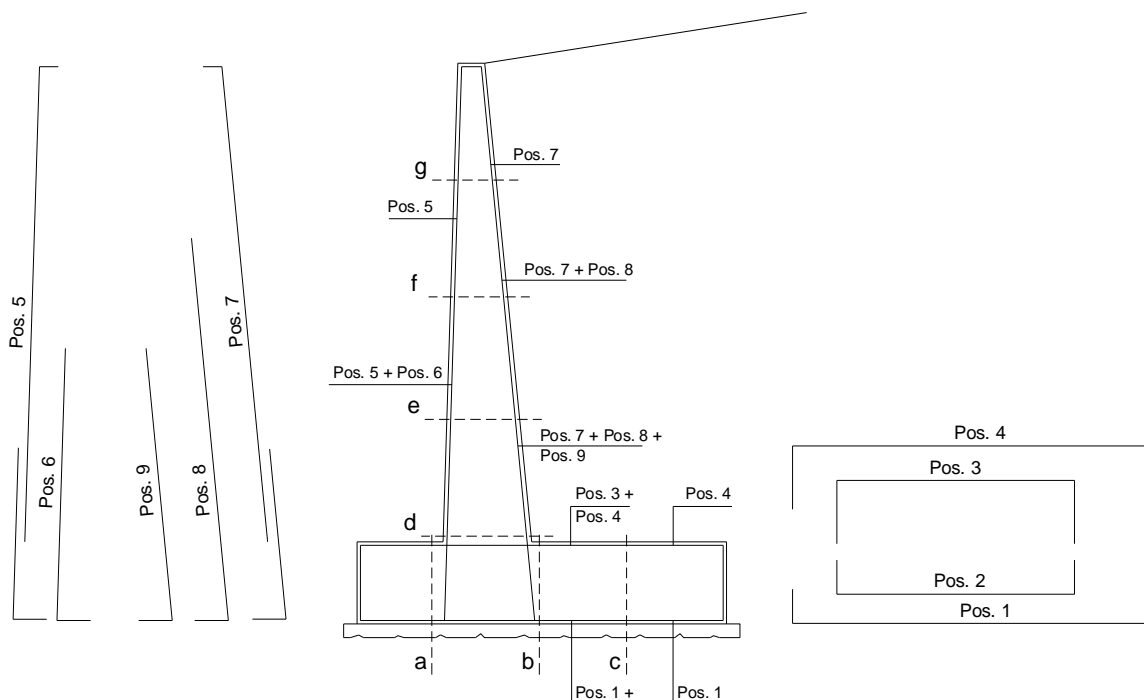 Pos. 5
Pos. 6
Pos. 9
Pos. 8
Pos. 7
g
Pos. 7
Pos. 5
f
Pos. 7 + Pos. 8
Pos. 5 + Pos. 6
e
Pos. 7 + Pos. 8 +
Pos. 9
d
Pos. 3 +
Pos. 4
Pos. 4
a
b
c
Pos. 1 +
Pos. 1
Pos. 4
Pos. 3
Pos. 2
Pos. 1